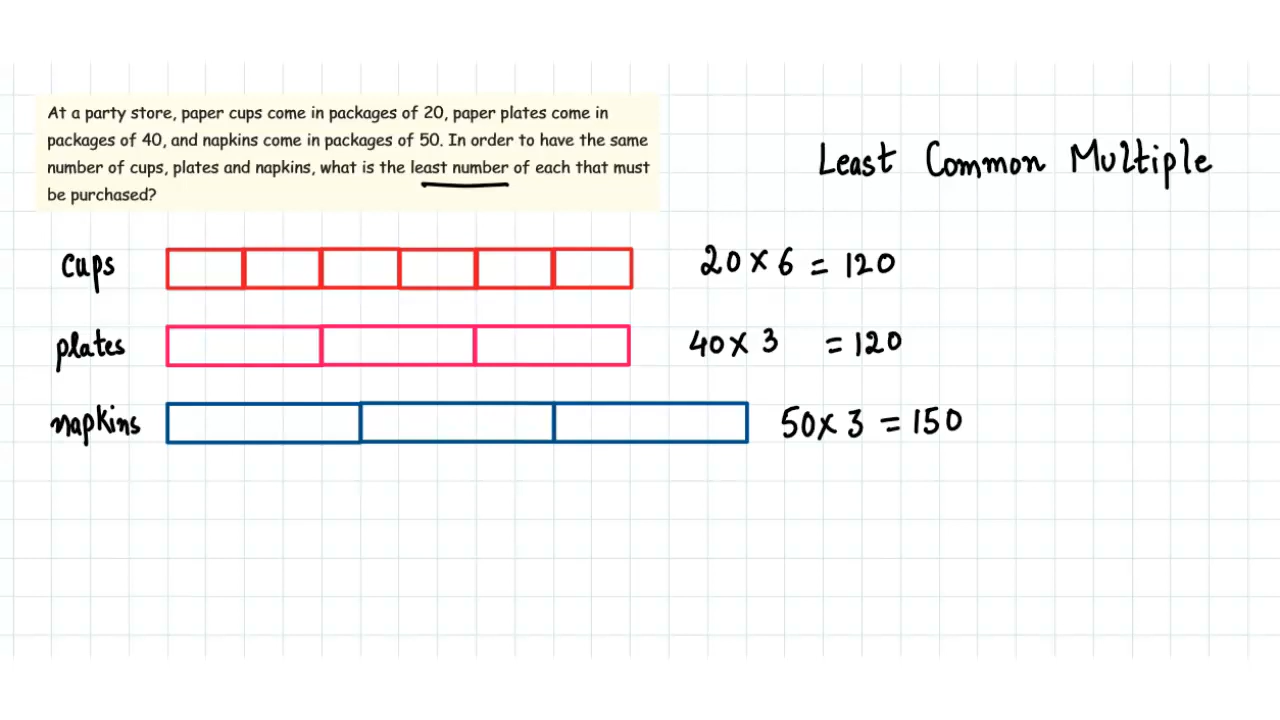 At a party store, paper cups come in packages of 20, paper plates come in
packages of 40, and napkins come in packages of 50. In order to have the same
number of cups, plates and napkins, what is the least number of each that must
be purchased?
Least Common Multiple
cups 20 × 6 = 120
plates 40 × 3 = 120
napkins 50 × 3 = 150